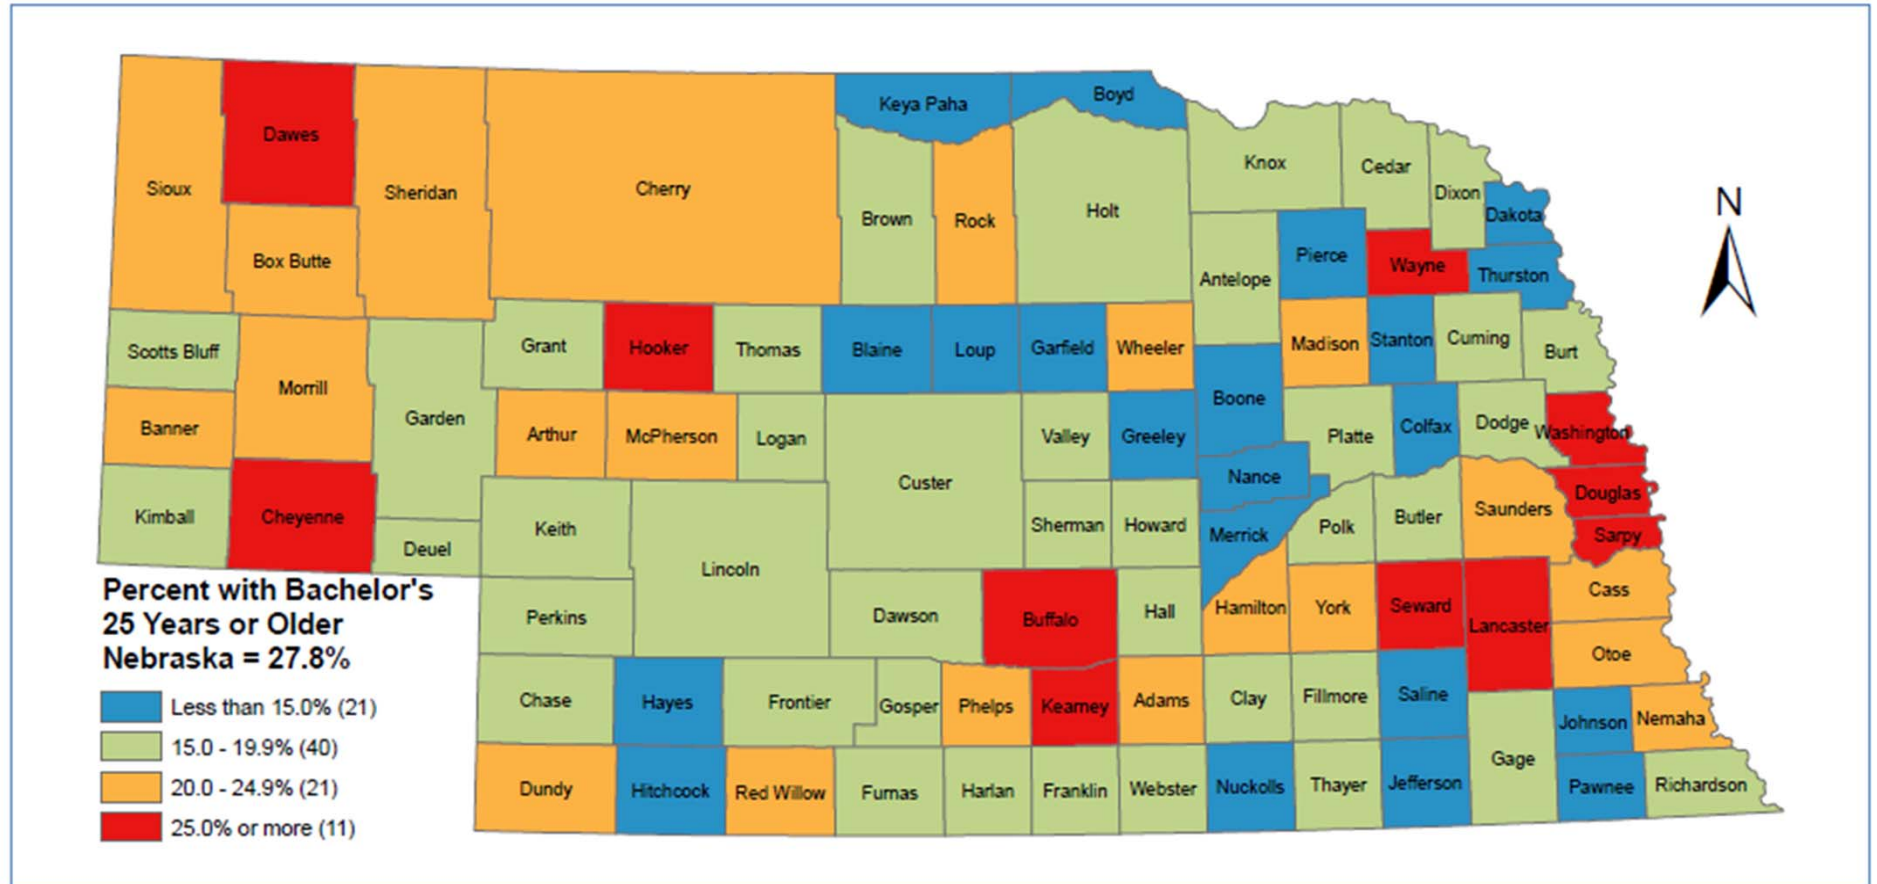 Keya Paha
Boyd
N
Dawes
Knox
Cedar
Sioux
Sheridan
Cherry
Dixon
Brown
Rock
Holt
Dakota
Box Butte
Pierce
Wayne
Thurston
Antelope
Scotts Bluff
Grant
Hooker
Thomas
Blaine
Loup
Garfield
Wheeler
Madison
Stanton
Cuming
Burt
Morrill
Banner
Garden
Arthur
McPherson
Logan
Valley
Greeley
Boone
Platte
Colfax
Dodge
Washington
Custer
Nance
Douglas
Kimball
Cheyenne
Keith
Sherman
Howard
Merrick
Polk
Butler
Saunders
Sarpy
Deuel
Lincoln
Percent with Bachelor's
25 Years or Older
Nebraska = 27.8%
Perkins
Dawson
Buffalo
Hall
Hamilton
York
Seward
Lancaster
Cass
Otoe
Chase
Hayes
Frontier
Gosper
Phelps
Kearney
Adams
Clay
Fillmore
Saline
Johnson
Nemaha
Less than 15.0% (21)
15.0 - 19.9% (40)
20.0 - 24.9% (21)
25.0% or more (11)
Dundy
Hitchcock
Red Willow
Furnas
Harlan
Franklin
Webster
Nuckolls
Thayer
Jefferson
Gage
Pawnee
Richardson